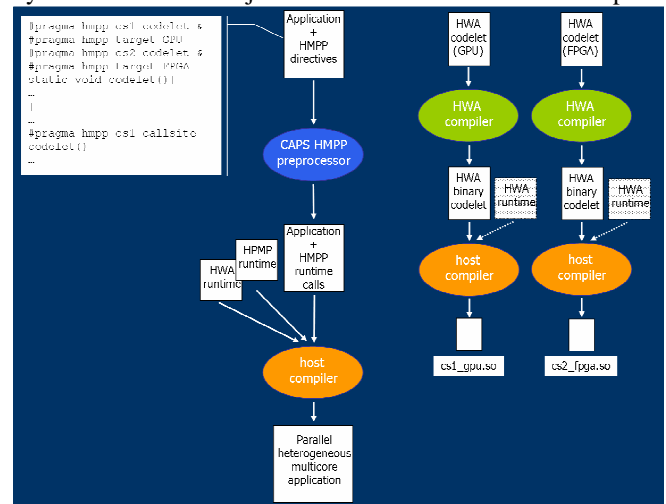 #pragma hmpp cs1 codelet &
#pragma hmpp target GPU
#pragma hmpp cs2 codelet &
#pragma hmpp target FPGA
static void codelet(){
…
}
…
#pragma hmpp cs1 callsite
codelet()
…
Application
+
HMPP
directives
CAPS HMPP
preprocessor
Application
+
HMPP
runtime
calls
HPMP
runtime
HWA
runtime
host
compiler
Parallel
heterogeneous
multicore
application
HWA
codelet
(GPU)
HWA
compiler
HWA
binary
codelet
HWA
runtime
host
compiler
cs1_gpu.so
HWA
codelet
(FPGA)
HWA
compiler
HWA
binary
codelet
HWA
runtime
host
compiler
cs2_fpga.so